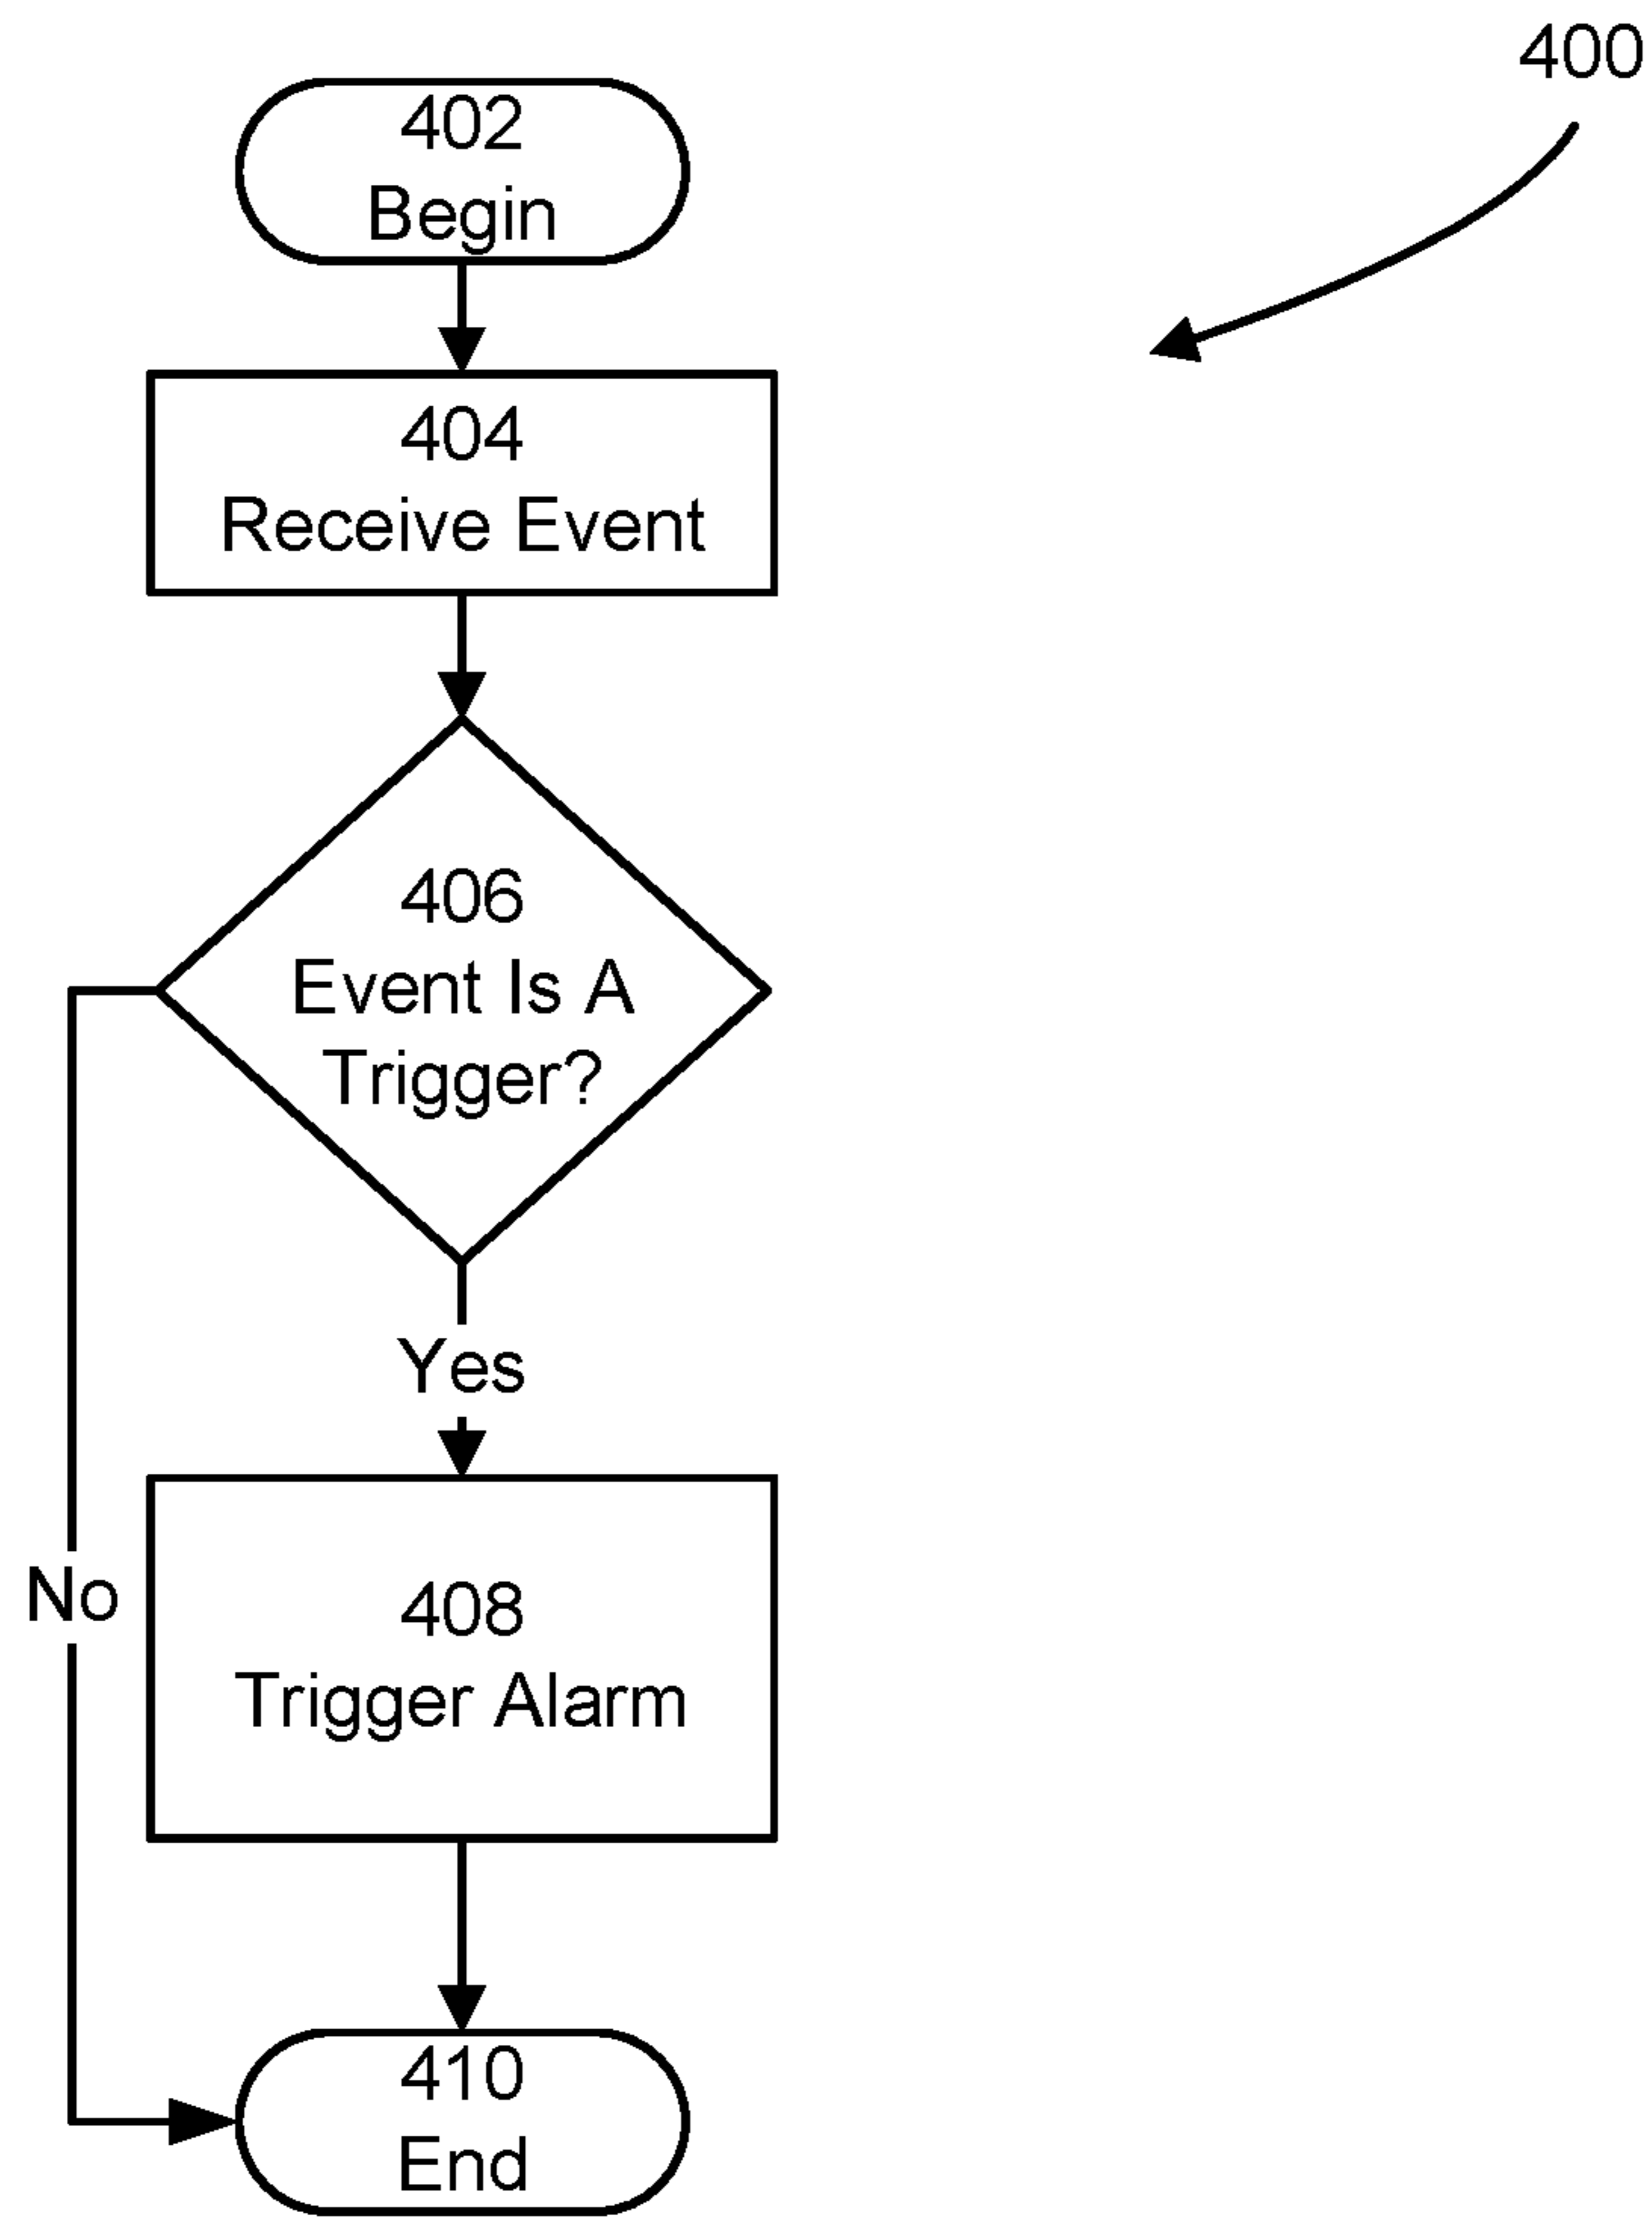 400
402
Begin
404
Receive Event
406
Event Is A
Trigger?
Yes
No
408
Trigger Alarm
410
End